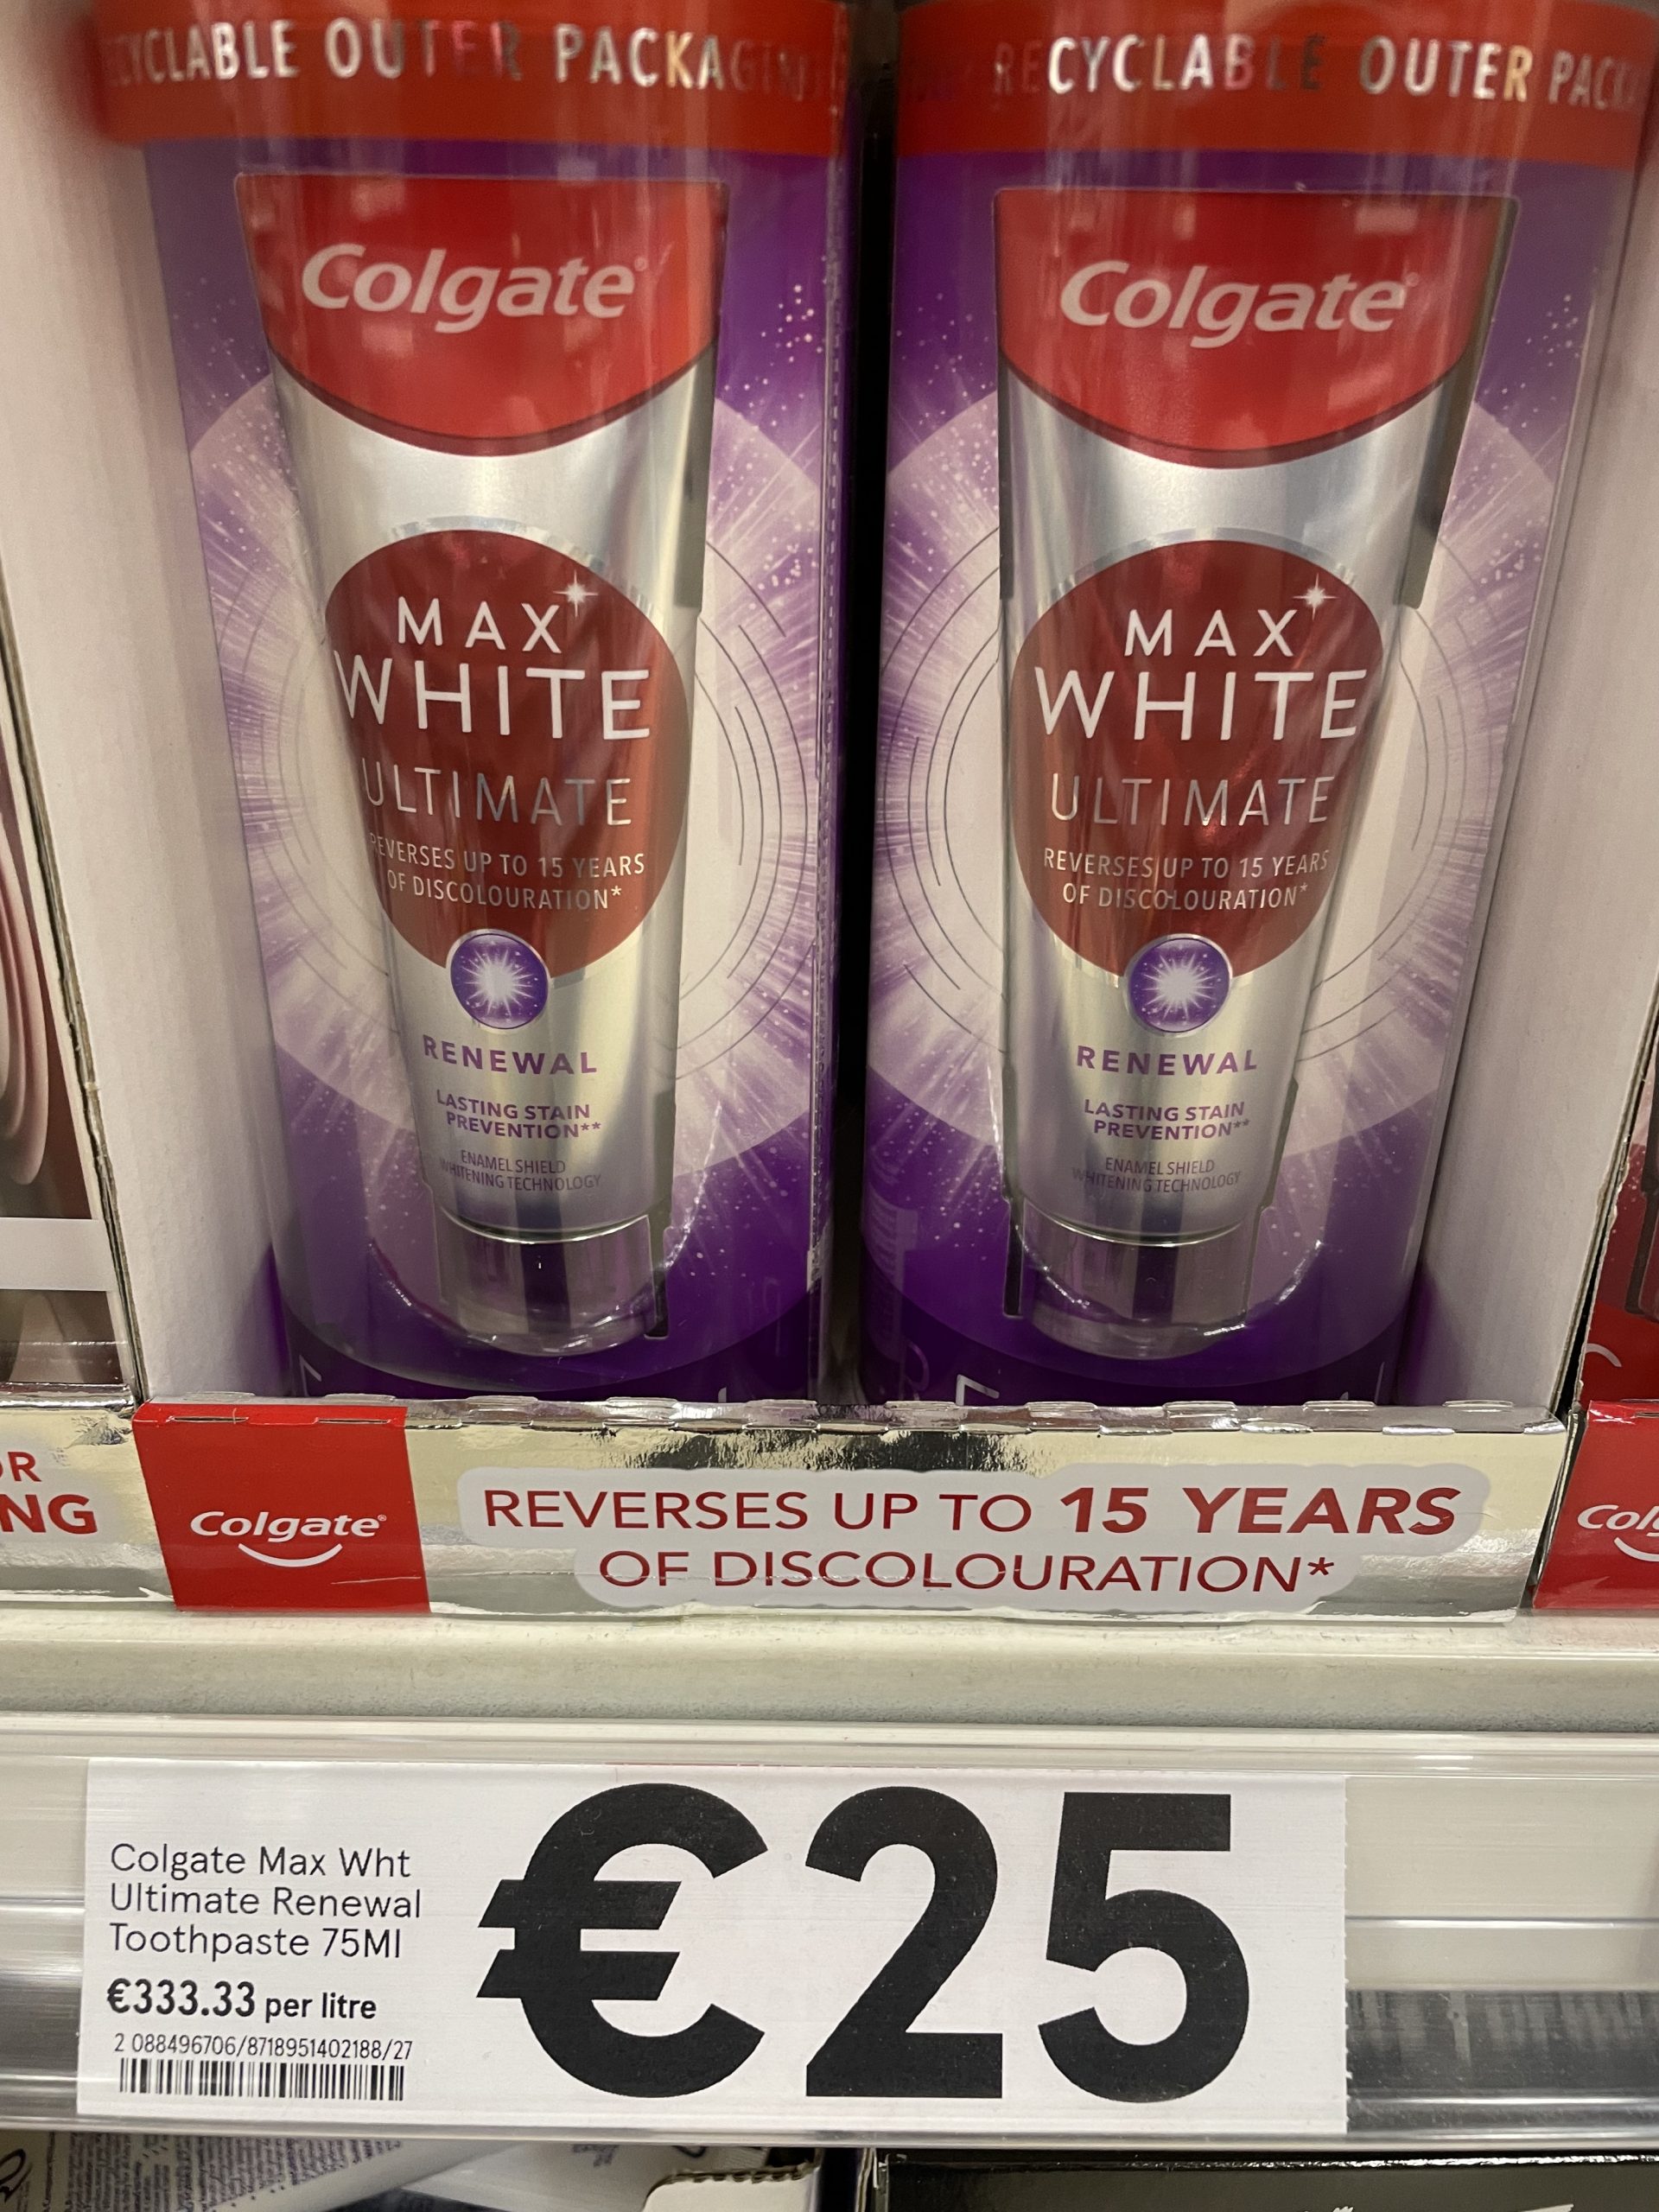 RECYCLABLE OUTER PACKAGING
RECYCLABLE OUTER
Colgate
MAX
WHITE
ULTIMATE
REVERSES UP TO 15 YEARS
OF DISCOLOURATION*
RENEWAL
LASTING STAIN
PREVENTION**
ENAMEL SHIELD
WHITENING TECHNOLOGY
Colgate
MAX
WHITE
ULTIMATE
REVERSES UP TO 15 YEARS
OF DISCOLOURATION*
RENEWAL
LASTING STAIN
PREVENTION**
ENAMEL SHIELD
WHITENING TECHNOLOGY
Colgate
REVERSES UP TO 15 YEARS
OF DISCOLOURATION*
Colgate Max Wht
Ultimate Renewal
Toothpaste 75Ml
€333.33 per litre
2 088496706/8718951402188/27
€25